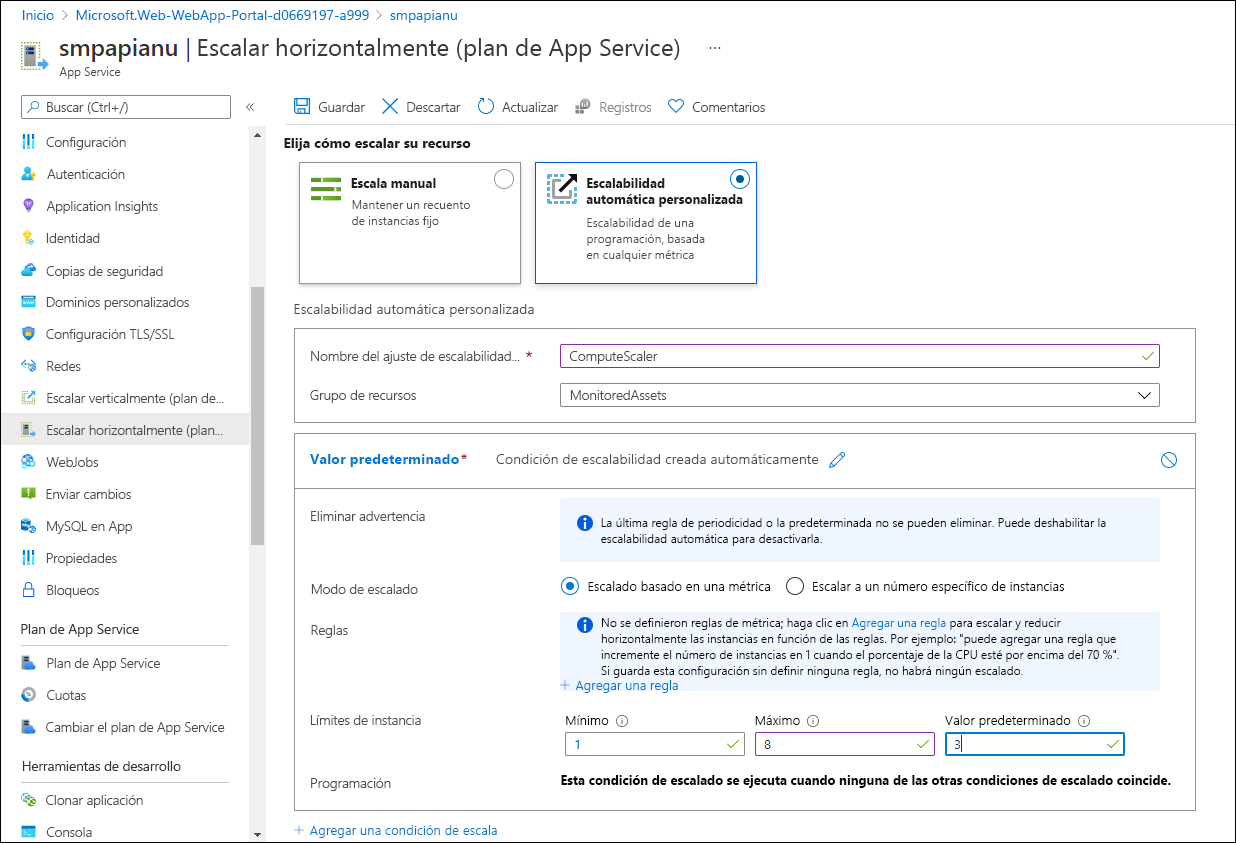 Inicio > Microsoft.Web-WebApp-Portal-d0669197-a999 > smpapianu
smpapianu | Escalar horizontalmente (plan de App Service) ...
App Service
Buscar (Ctrl+/)
«
Configuración
Autenticación
Application Insights
Identidad
Copias de seguridad
Dominios personalizados
Configuración TLS/SSL
Redes
Escalar verticalmente (plan de...
Escalar horizontalmente (plan...
WebJobs
Enviar cambios
MySQL en App
Propiedades
Bloqueos
Plan de App Service
Plan de App Service
Cuotas
Cambiar el plan de App Service
Herramientas de desarrollo
Clonar aplicación
Consola
Guardar Descartar Actualizar Registros Comentarios
Elija cómo escalar su recurso
Escala manual
Mantener un recuento
de instancias fijo
Escalabilidad
automática personalizada
Escalabilidad de una
programación, basada
en cualquier métrica
Escalabilidad automática personalizada
Nombre del ajuste de escalabilidad... *
ComputeScaler
Grupo de recursos
MonitoredAssets
Valor predeterminado*
Condición de escalabilidad creada automáticamente
Eliminar advertencia
La última regla de periodicidad o la predeterminada no se pueden eliminar. Puede deshabilitar la
escalabilidad automática para desactivarla.
Modo de escalado
Escalado basado en una métrica
Escalar a un número específico de instancias
Reglas
No se definieron reglas de métrica; haga clic en Agregar una regla para escalar y reducir
horizontalmente las instancias en función de las reglas. Por ejemplo: "puede agregar una regla que
incremente el número de instancias en 1 cuando el porcentaje de la CPU esté por encima del 70 %".
Si guarda esta configuración sin definir ninguna regla, no habrá ningún escalado.
+ Agregar una regla
Límites de instancia
Mínimo
1
Máximo
8
Valor predeterminado
3
Programación
Esta condición de escalado se ejecuta cuando ninguna de las otras condiciones de escalado coincide.
+ Agregar una condición de escala